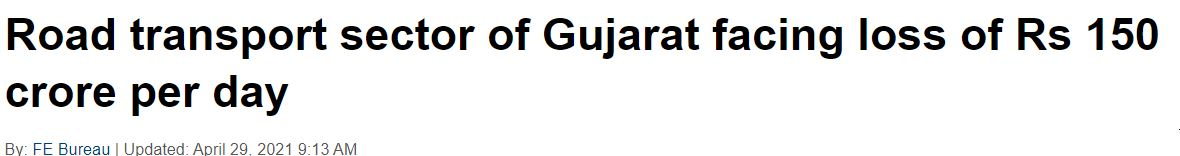 Road transport sector of Gujarat facing loss of Rs 150
crore per day
By: FE Bureau | Updated: April 29, 2021 9:13 AM